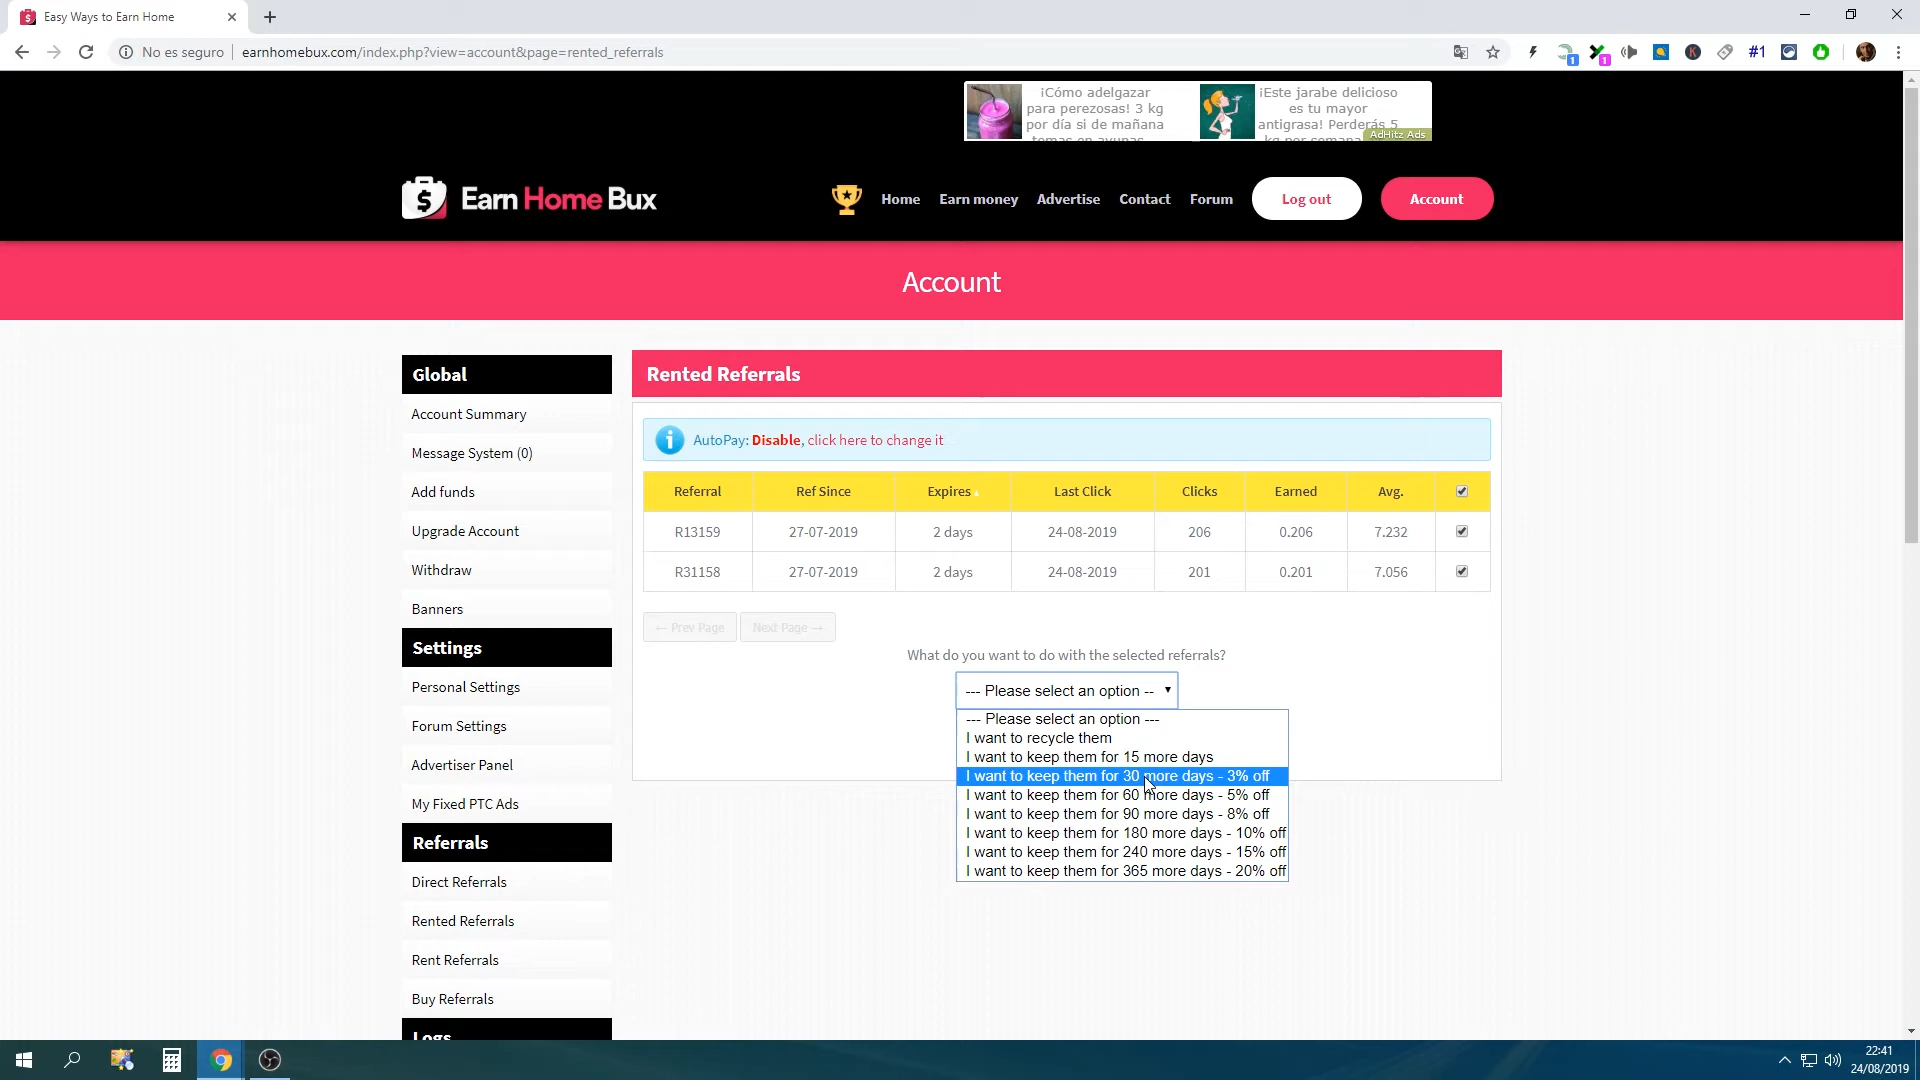 Easy Ways to Earn Home
No es seguro
earnhomebux.com/index.php?view=account&page=rented_referrals
1
1
K
#1
¡Cómo adelgazar
para perezosas! 3 kg
por día si de mañana
tomas en ayunas
¡Este jarabe delicioso
es tu mayor
antigrasa! Perderás 5
kg por semana
AdHitz Ads
$ Earn Home Bux
Home
Earn money
Advertise
Contact
Forum
Log out
Account
Account
Global
Account Summary
Message System (0)
Add funds
Upgrade Account
Withdraw
Banners
Settings
Personal Settings
Forum Settings
Advertiser Panel
My Fixed PTC Ads
Referrals
Direct Referrals
Rented Referrals
Rent Referrals
Buy Referrals
Logs
Rented Referrals
AutoPay: Disable, click here to change it
Referral Ref Since Expires Last Click Clicks Earned Avg.
R13159 27-07-2019 2 days 24-08-2019 206 0.206 7.232
R31158 27-07-2019 2 days 24-08-2019 201 0.201 7.056
← Prev Page
Next Page →
What do you want to do with the selected referrals?
--- Please select an option --
--- Please select an option ---
I want to recycle them
I want to keep them for 15 more days
I want to keep them for 30 more days - 3% off
I want to keep them for 60 more days - 5% off
I want to keep them for 90 more days - 8% off
I want to keep them for 180 more days - 10% off
I want to keep them for 240 more days - 15% off
I want to keep them for 365 more days - 20% off
22:41
24/08/2019